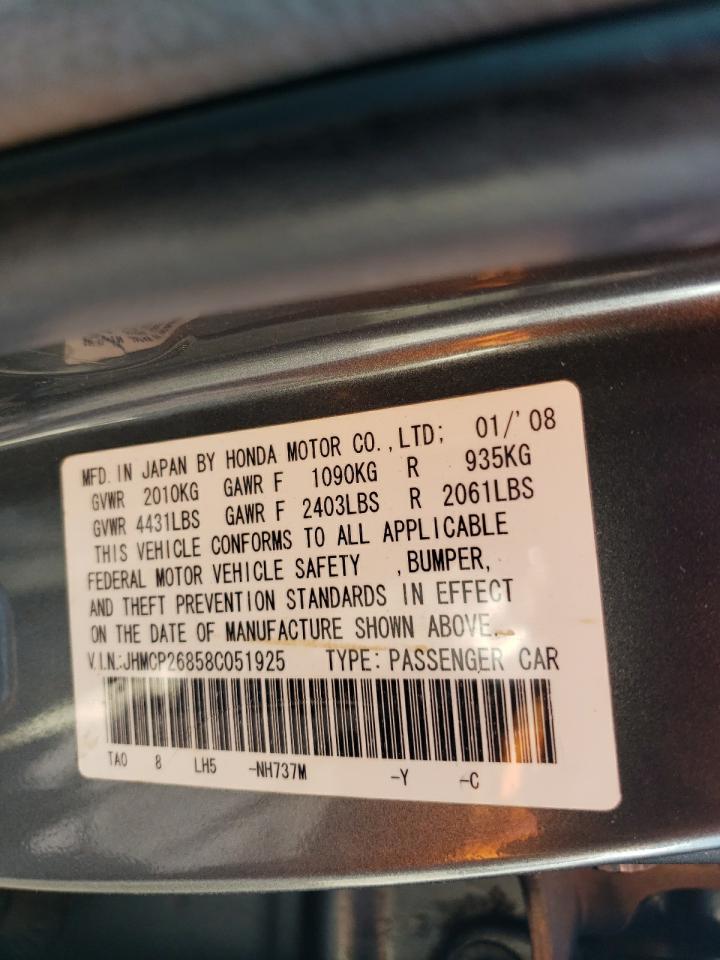 MFD. IN JAPAN BY HONDA MOTOR CO.,LTD; 01/'08
GVWR 2010KG GAWR F 1090KG R 935KG
GVWR 4431LBS GAWR F 2403LBS R 2061LBS
THIS VEHICLE CONFORMS TO ALL APPLICABLE
FEDERAL MOTOR VEHICLE SAFETY ,BUMPER,
AND THEFT PREVENTION STANDARDS IN EFFECT
ON THE DATE OF MANUFACTURE SHOWN ABOVE.
V.I.N.:JHMCP26858C051925 TYPE: PASSENGER CAR
TA0 8 LH5 -NH737M -Y -C